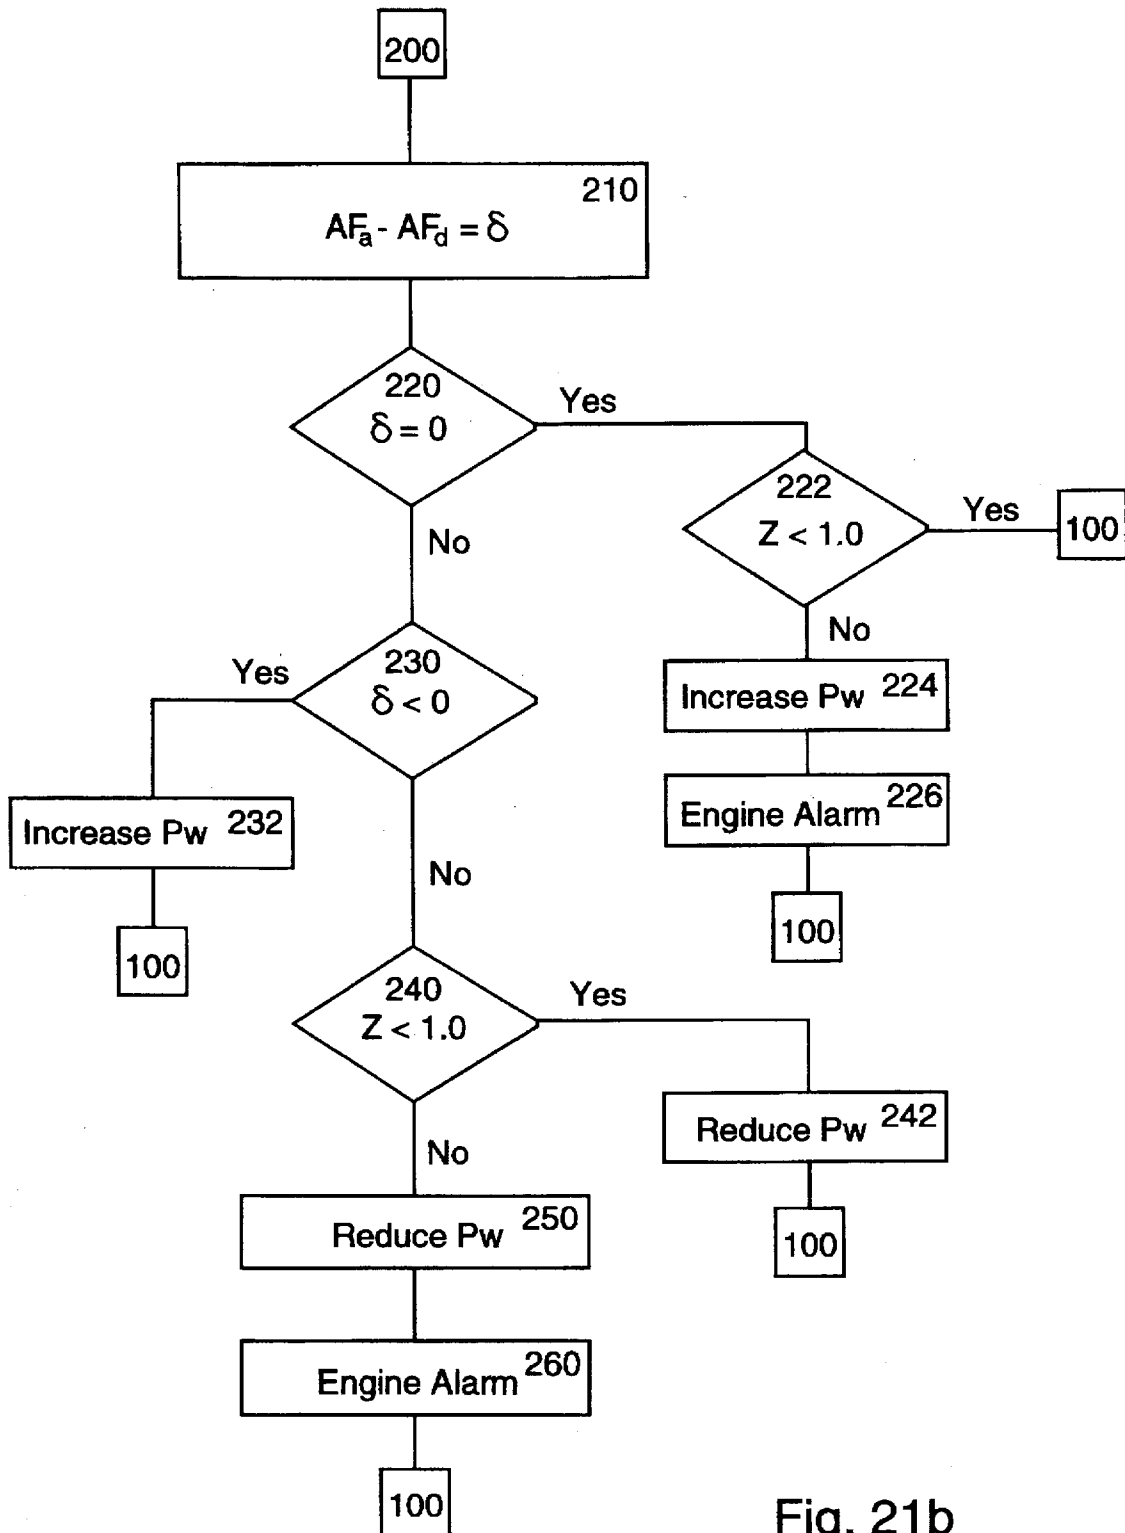 200
210
AFa - AFd = δ
220
δ = 0
Yes
222
Z < 1.0
Yes
100
No
No
230
δ < 0
Yes
Increase Pw 224
Engine Alarm 226
100
Increase Pw 232
100
No
240
Z < 1.0
Yes
Reduce Pw 242
100
No
Reduce Pw 250
Engine Alarm 260
100
Fig. 21b